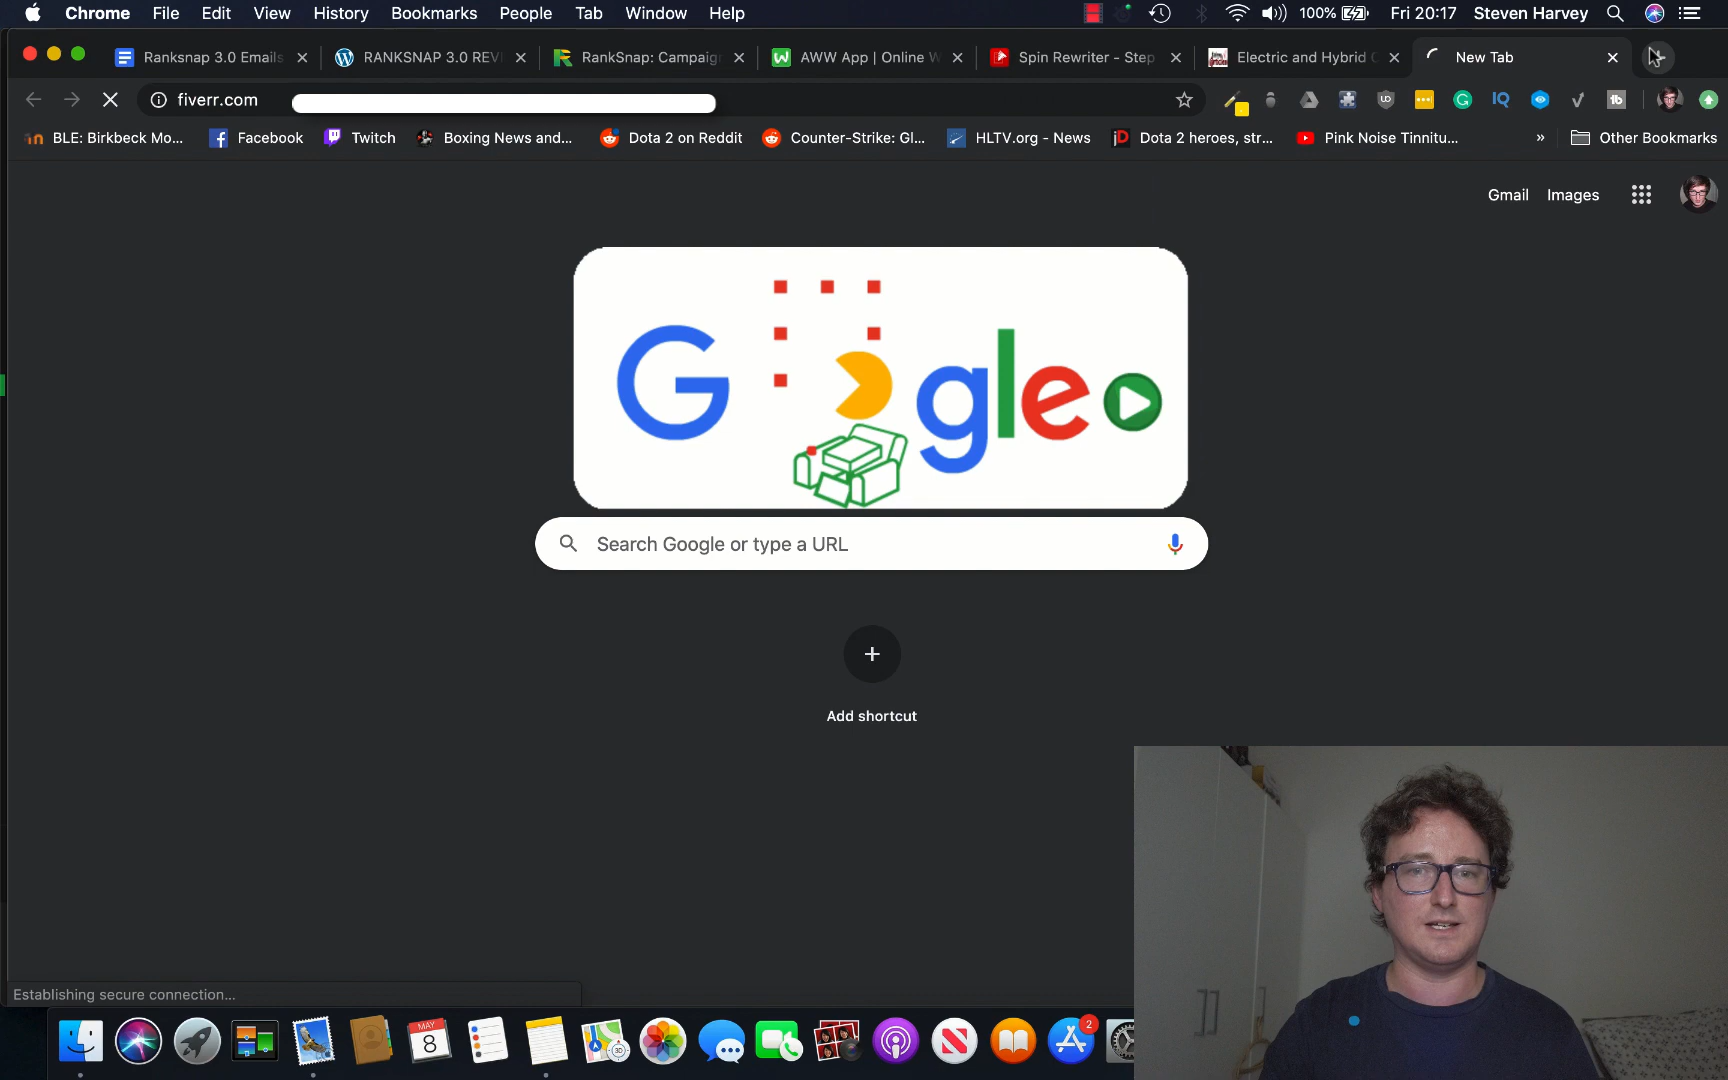 Chrome File Edit View History Bookmarks People Tab Window Help 100% Fri 20:17 Steven Harvey
Ranksnap 3.0 Emails RANKSNAP 3.0 REVI RankSnap: Campaign AWW App | Online W Spin Rewriter - Step Electric and Hybrid C New Tab
fiverr.com
BLE: Birkbeck Mo... Facebook Twitch Boxing News and... Dota 2 on Reddit Counter-Strike: Gl... HLTV.org - News Dota 2 heroes, str... Pink Noise Tinnitu... » Other Bookmarks
Gmail Images
G gle
Search Google or type a URL
Add shortcut
Establishing secure connection...
MAY
8
3D
2